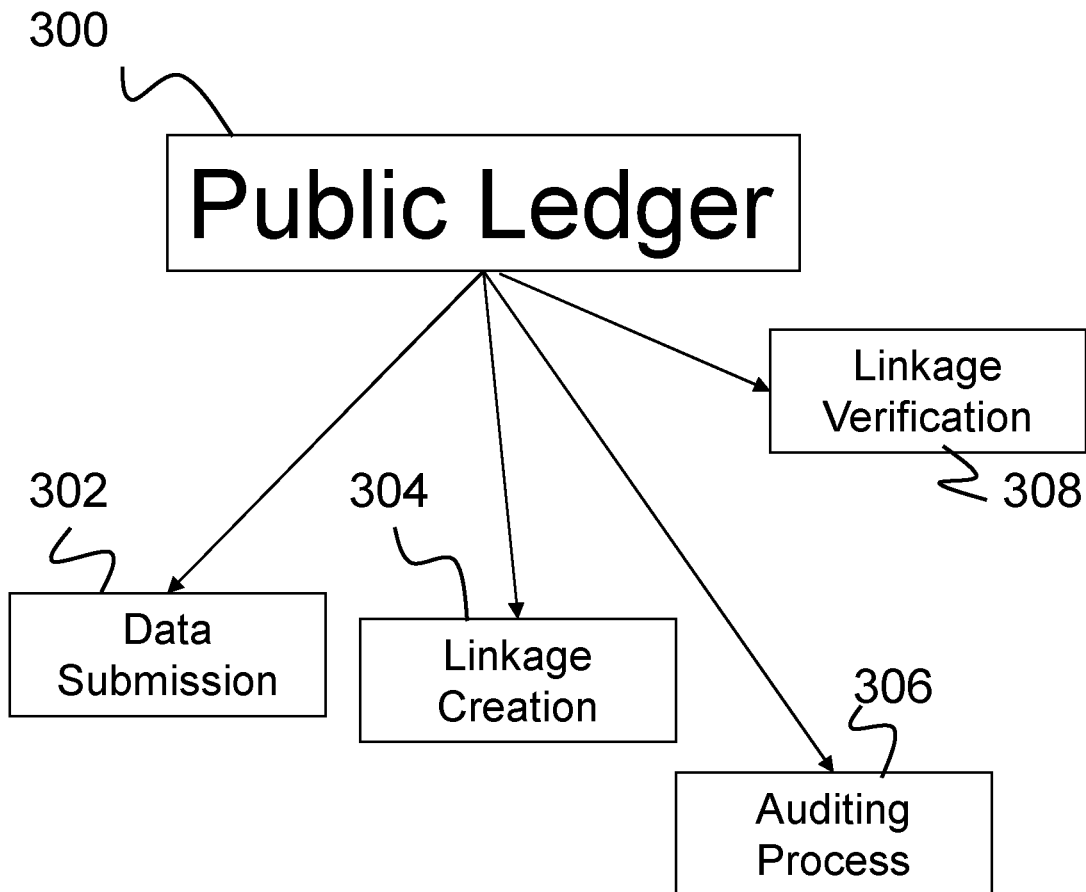 300
Public Ledger
Linkage
Verification
308
302
Data
Submission
304
Linkage
Creation
306
Auditing
Process